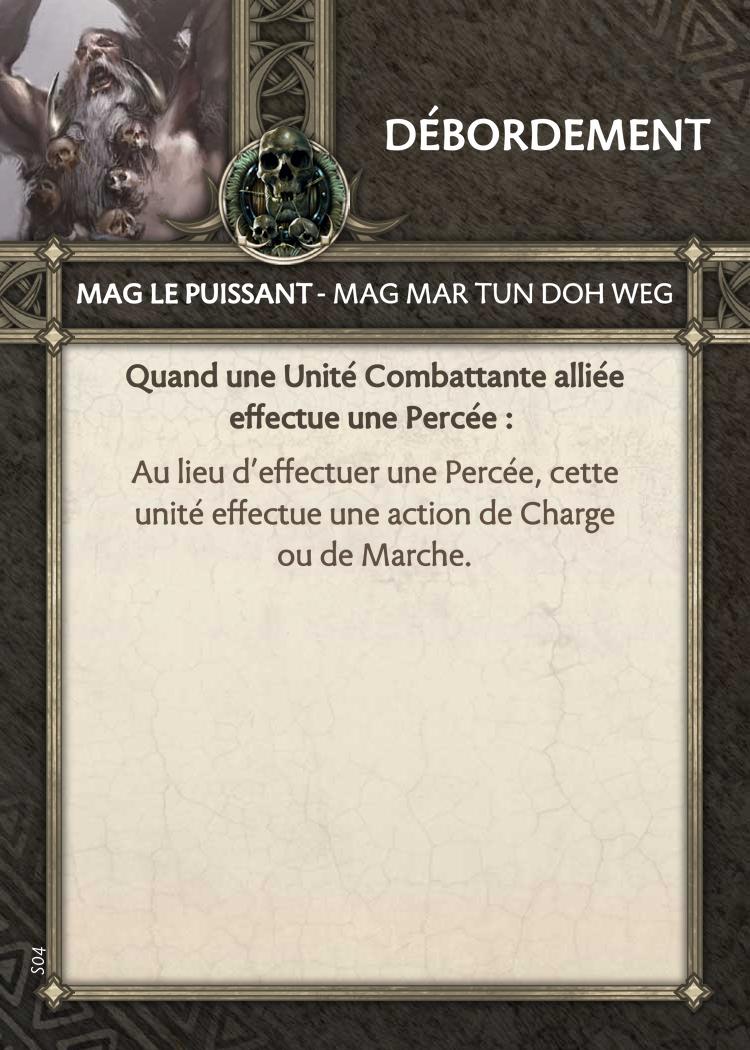 DÉBORDEMENT
MAG LE PUISSANT - MAG MAR TUN DOH WEG
Quand une Unité Combattante alliée
effectue une Percée :
Au lieu d'effectuer une Percée, cette
unité effectue une action de Charge
ou de Marche.
S04